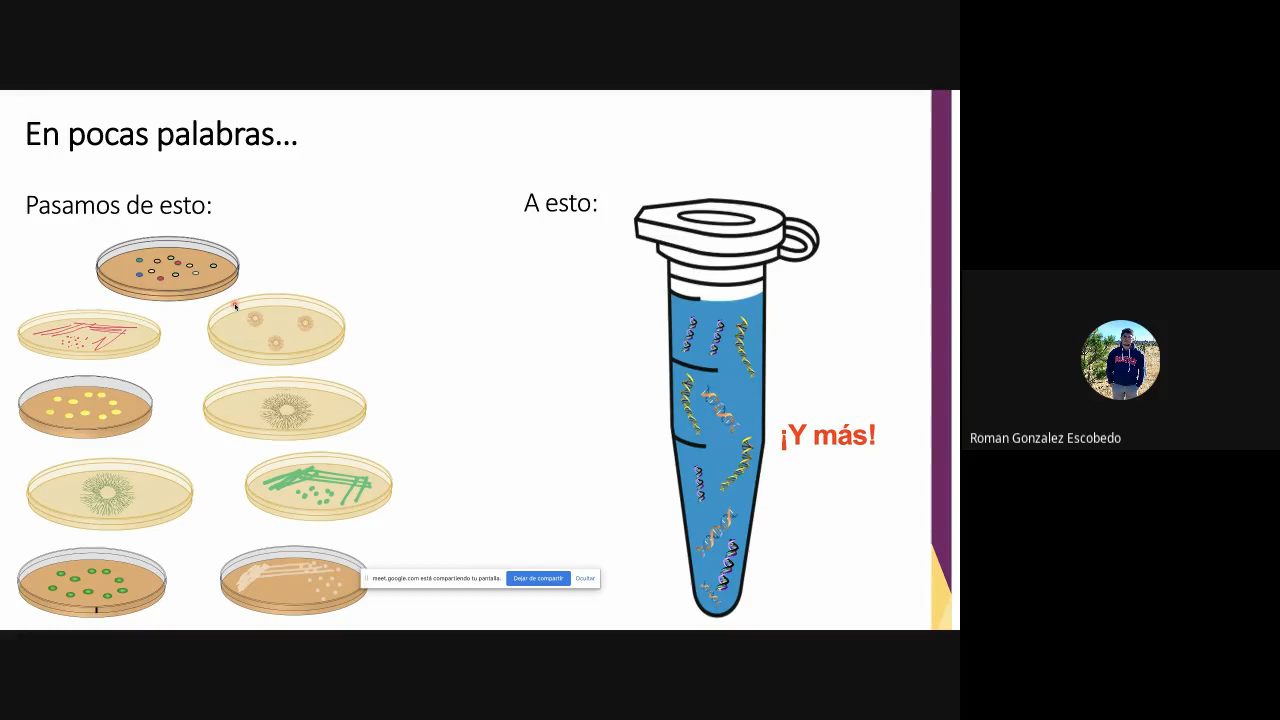 En pocas palabras...
Pasamos de esto:
A esto:
¡Y más!
Roman Gonzalez Escobedo
meet.google.com está compartiendo tu pantalla.
Dejar de compartir
Ocultar